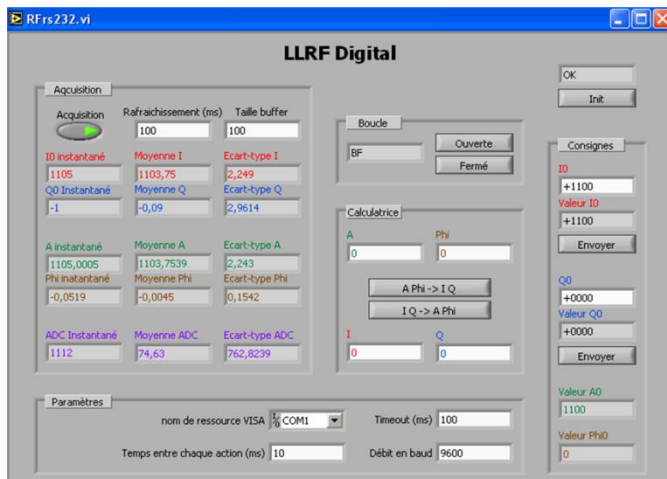 RFrs232.vi
LLRF Digital
OK
Init
Aqcuisition
Acquisition
Rafraichissement (ms)
Taille buffer
100
100
I0 instantané
Moyenne I
Ecart-type I
1105
1103,75
2,249
Q0 Instantané
Moyenne Q
Ecart-type Q
-1
-0,09
2,9614
A instantané
Moyenne A
Ecart-type A
1105,0005
1103,7539
2,243
Phi inatantané
Moyenne Phi
Ecart-type Phi
-0,0519
-0,0045
0,1542
ADC Instantané
Moyenne ADC
Ecart-type ADC
1112
74,63
762,8239
Boucle
BF
Ouverte
Fermé
Calculatrice
A
Phi
0
0
A Phi -> I Q
I Q -> A Phi
I
Q
0
0
Consignes
I0
+1100
Valeur I0
+1100
Envoyer
Q0
+0000
Valeur Q0
+0000
Envoyer
Valeur A0
1100
Valeur Phi0
0
Paramètres
nom de ressource VISA
COM1
Timeout (ms)
100
Temps entre chaque action (ms)
10
Débit en baud
9600